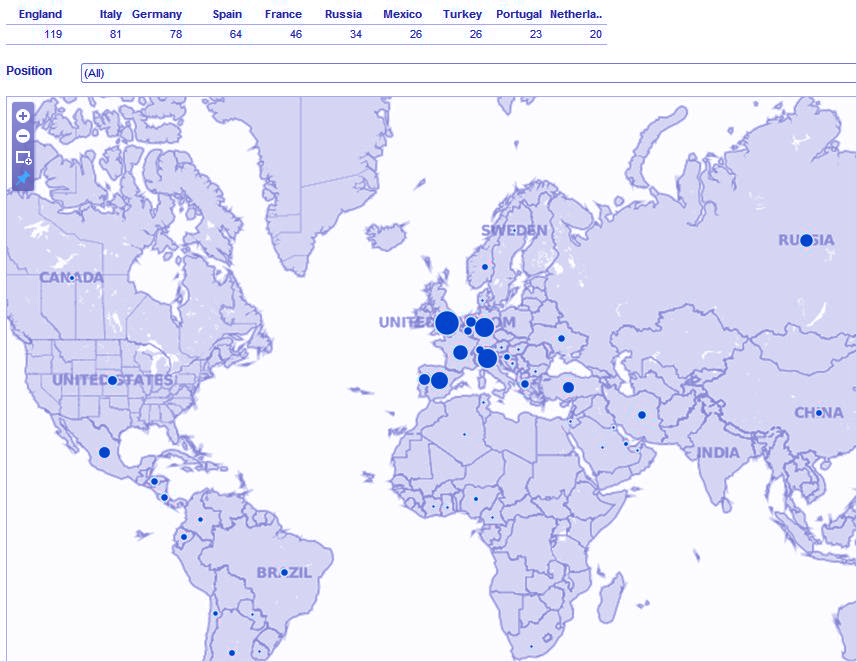 England Italy Germany Spain France Russia Mexico Turkey Portugal Netherla..
119 81 78 64 46 34 26 26 23 20
Position (All)
SWEDEN
RUSSIA
CANADA
UNITED KINGDOM
UNITED STATES
CHINA
INDIA
BRAZIL